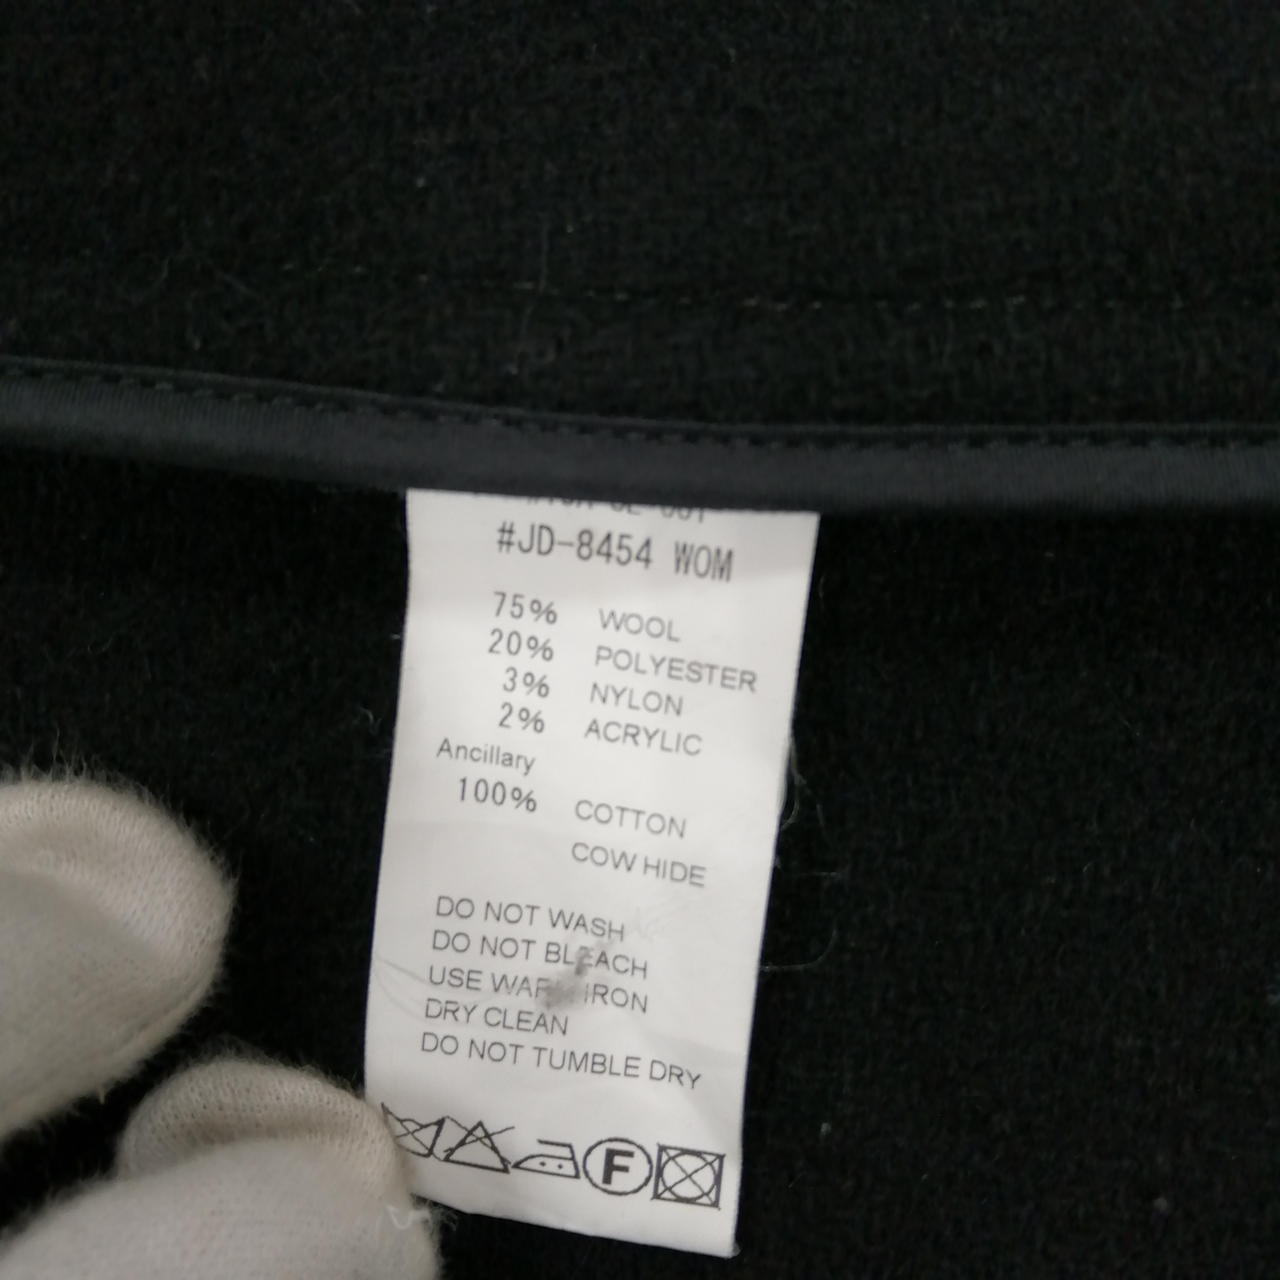 #JD-8454 WOM
75% WOOL
20% POLYESTER
3% NYLON
2% ACRYLIC
Ancillary
100% COTTON
COW HIDE
DO NOT WASH
DO NOT BLEACH
USE WARM IRON
DRY CLEAN
DO NOT TUMBLE DRY
F